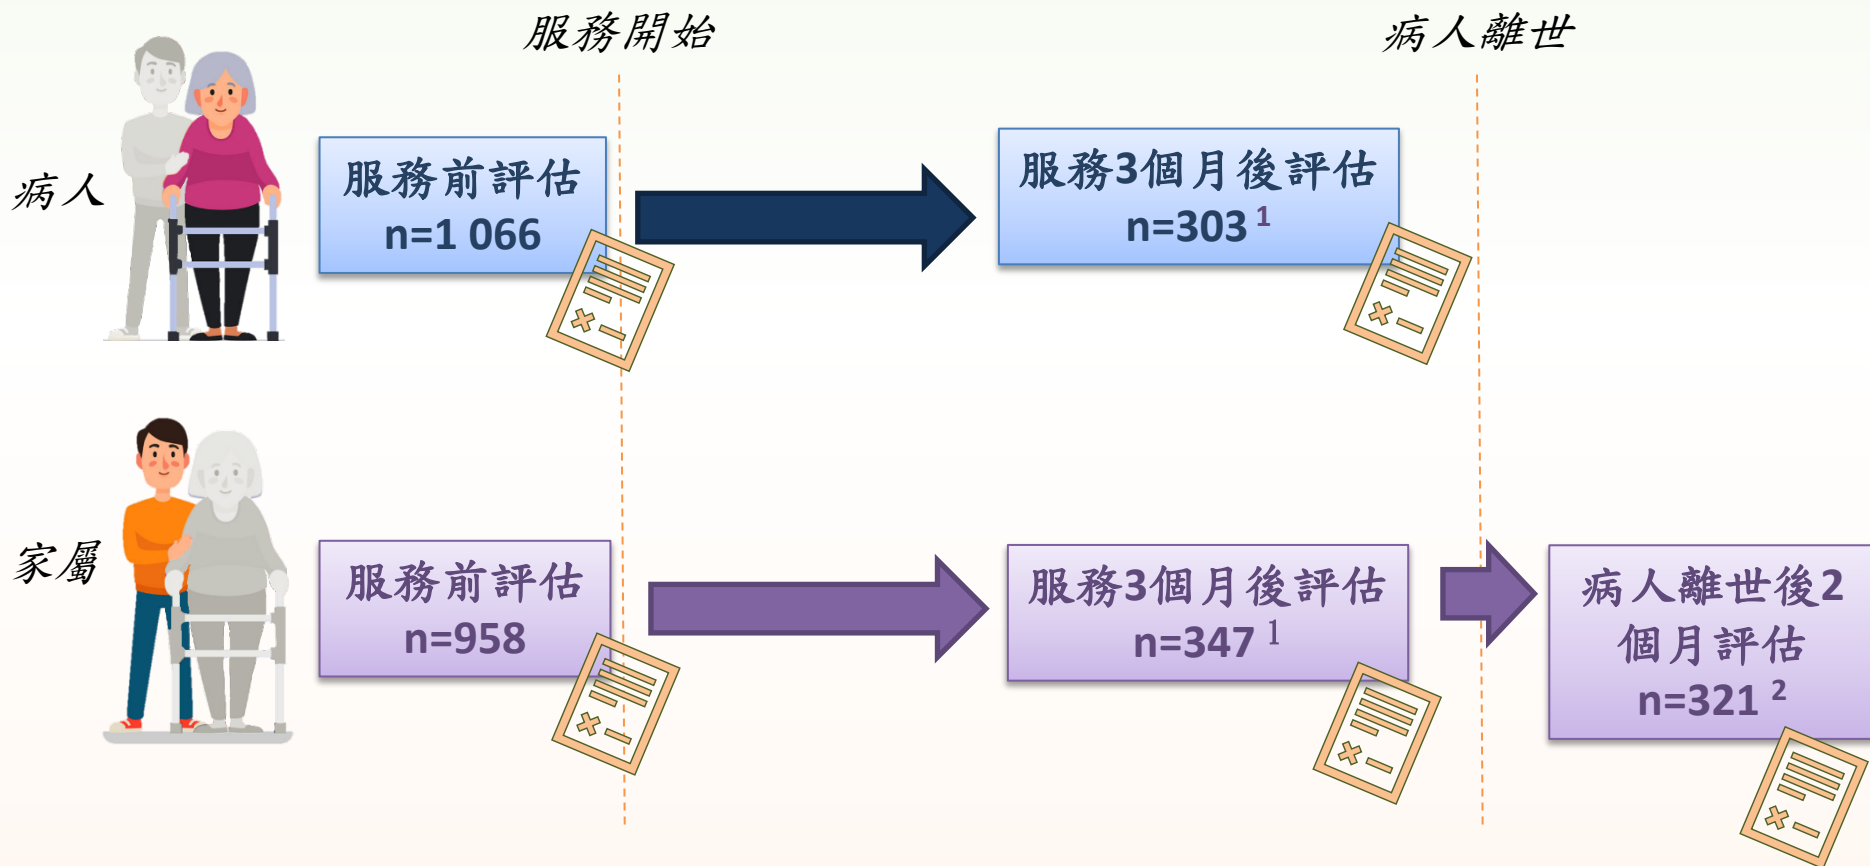 服務開始
病人離世
病人
服務前評估
n=1 066
服務3個月後評估
n=303 1
家屬
服務前評估
n=958
服務3個月後評估
n=347 1
病人離世後2
個月評估
n=321 2